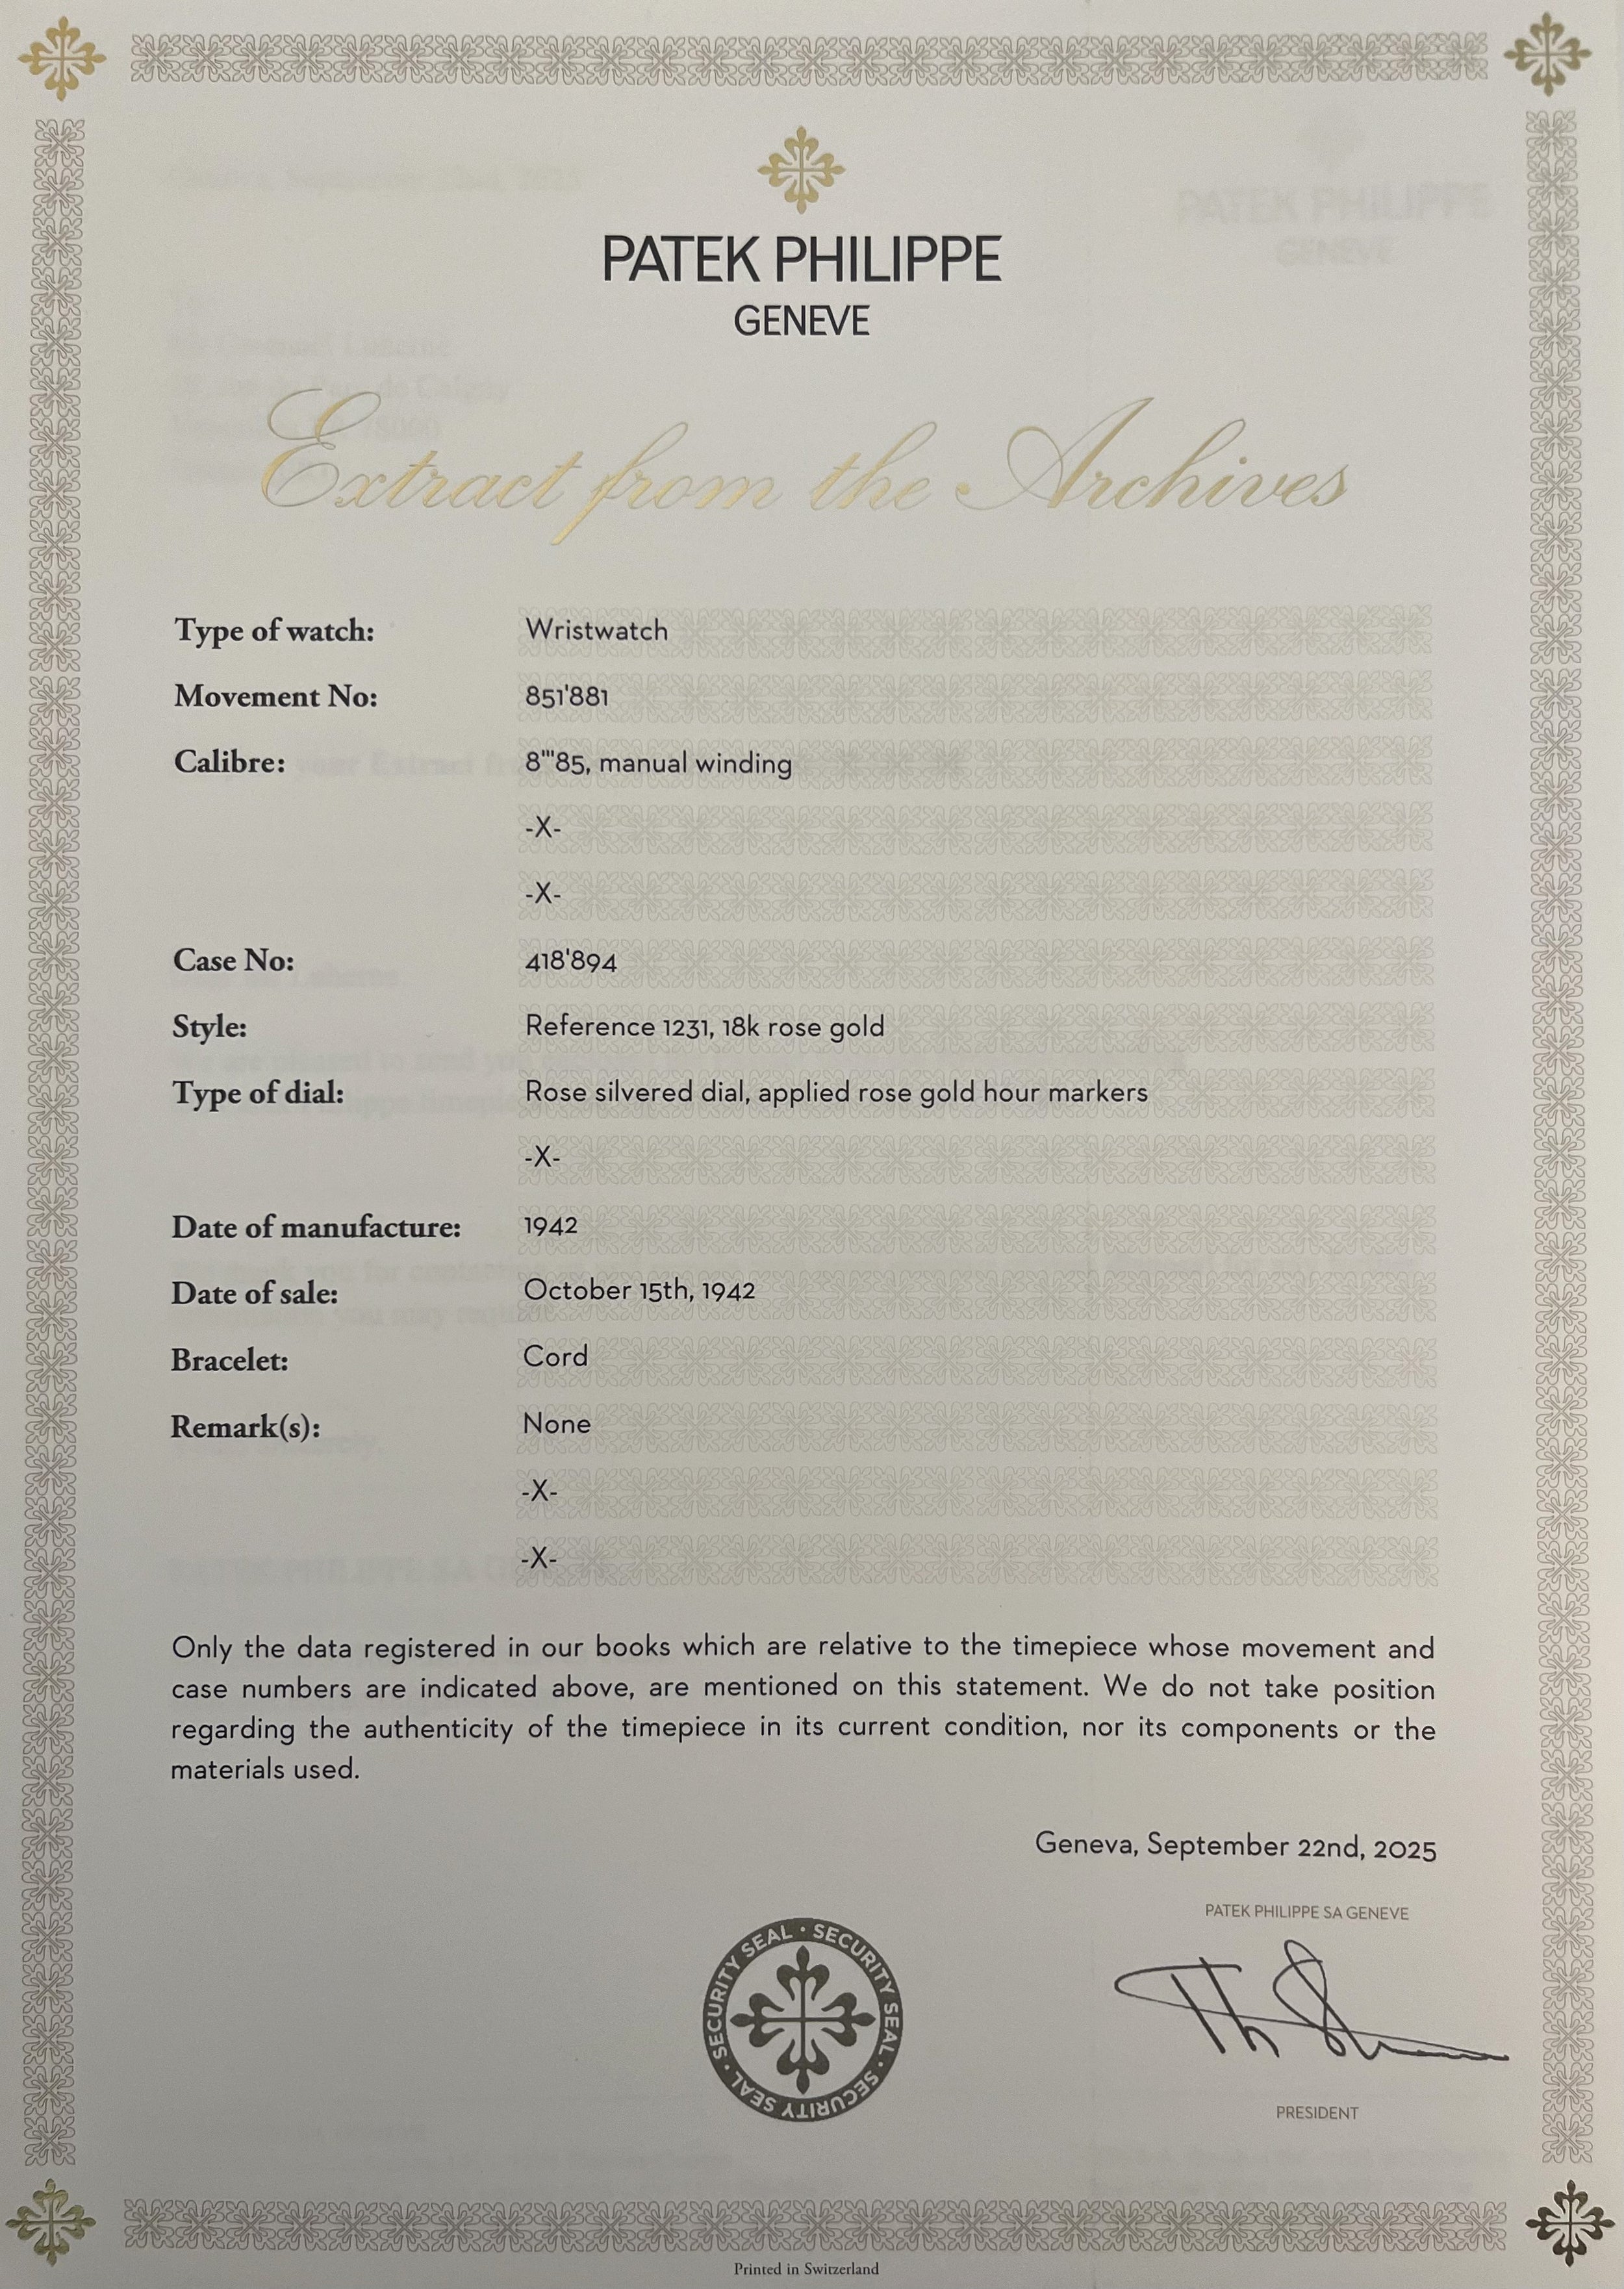 PATEK PHILIPPE
GENEVE
PATEK PHILIPPE
GENEVE
Extract from the Archives
Type of watch: Wristwatch
Movement No: 851'881
Calibre: 8'''85, manual winding
-X-
-X-
Case No: 418'894
Style: Reference 1231, 18k rose gold
Type of dial: Rose silvered dial, applied rose gold hour markers
-X-
Date of manufacture: 1942
Date of sale: October 15th, 1942
Bracelet: Cord
Remark(s): None
-X-
-X-
Only the data registered in our books which are relative to the timepiece whose movement and
case numbers are indicated above, are mentioned on this statement. We do not take position
regarding the authenticity of the timepiece in its current condition, nor its components or the
materials used.
Geneva, September 22nd, 2025
PATEK PHILIPPE SA GENEVE
SECURITY SEAL · SECURITY SEAL · SECURITY SEAL ·
PRESIDENT
Printed in Switzerland